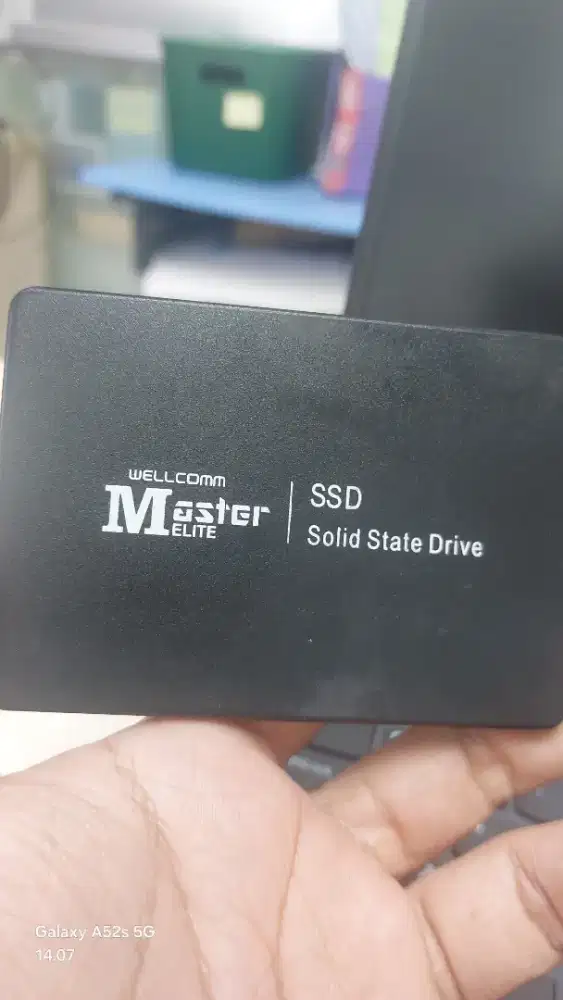 WELLCOMM
Master
ELITE
SSD
Solid State Drive
Galaxy A52s 5G
14.07